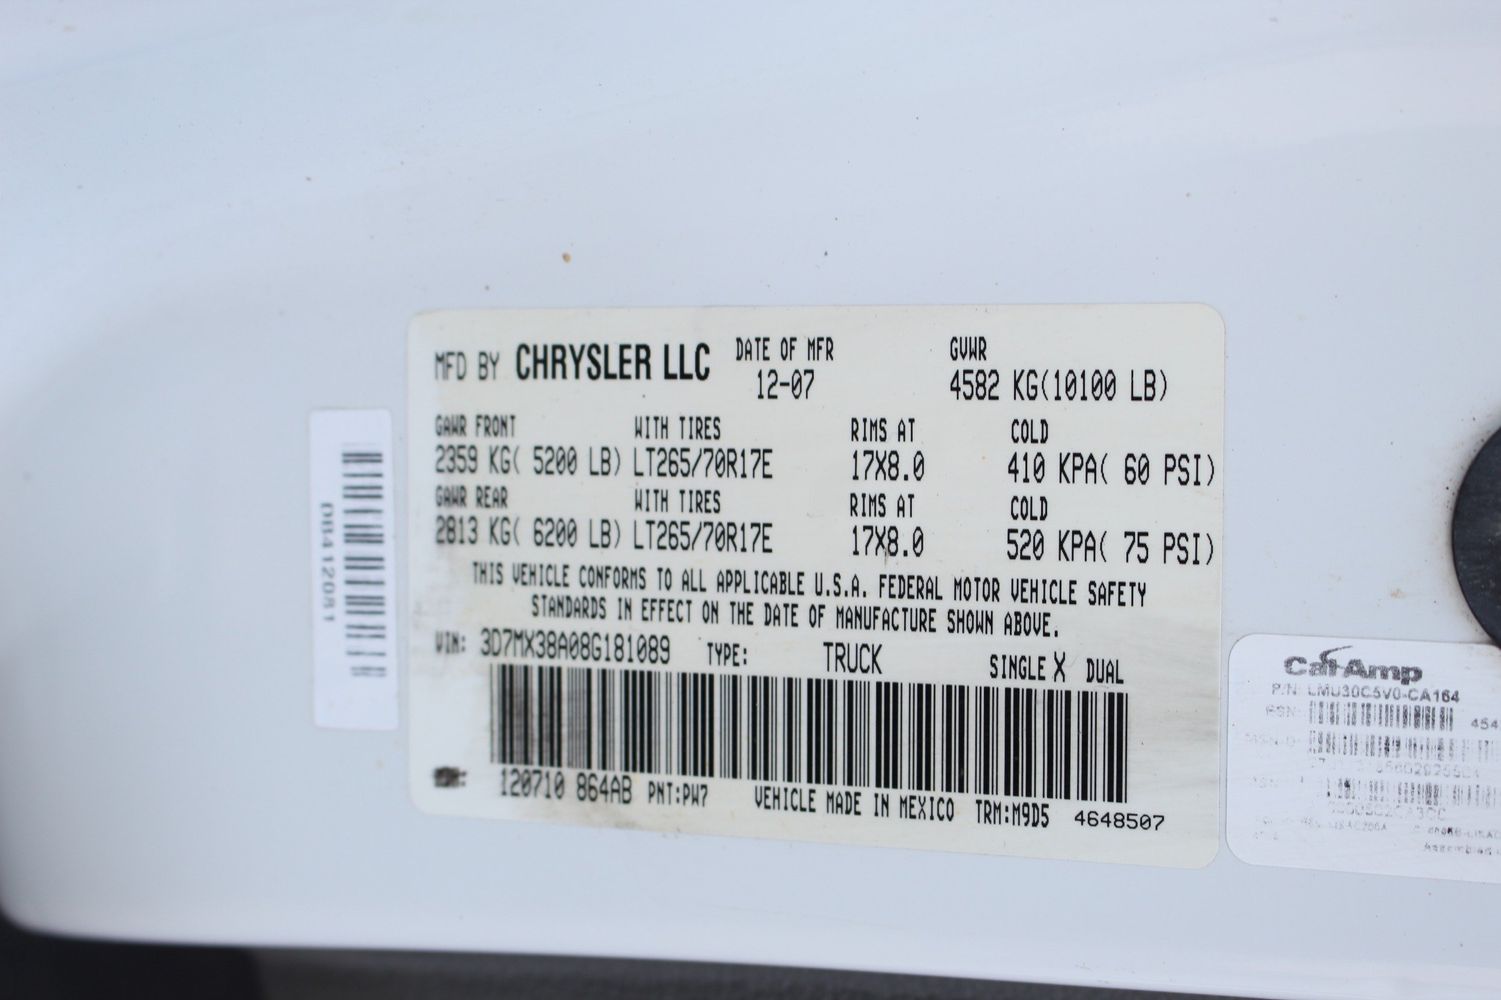 MFD BY CHRYSLER LLC DATE OF MFR GVWR
12-07 4582 KG(10100 LB)
GAWR FRONT WITH TIRES RIMS AT COLD
2359 KG( 5200 LB) LT265/70R17E 17X8.0 410 KPA( 60 PSI)
GAWR REAR WITH TIRES RIMS AT COLD
2813 KG( 6200 LB) LT265/70R17E 17X8.0 520 KPA( 75 PSI)
THIS VEHICLE CONFORMS TO ALL APPLICABLE U.S.A. FEDERAL MOTOR VEHICLE SAFETY
STANDARDS IN EFFECT ON THE DATE OF MANUFACTURE SHOWN ABOVE.
VIN: 3D7MX38A08G181089 TYPE: TRUCK SINGLE X DUAL
120710 864AB PNT:PW7 VEHICLE MADE IN MEXICO TRM:M9D5 4648507
DB412081
CalAmp
P/N: LMU30C5V0-CA164
454